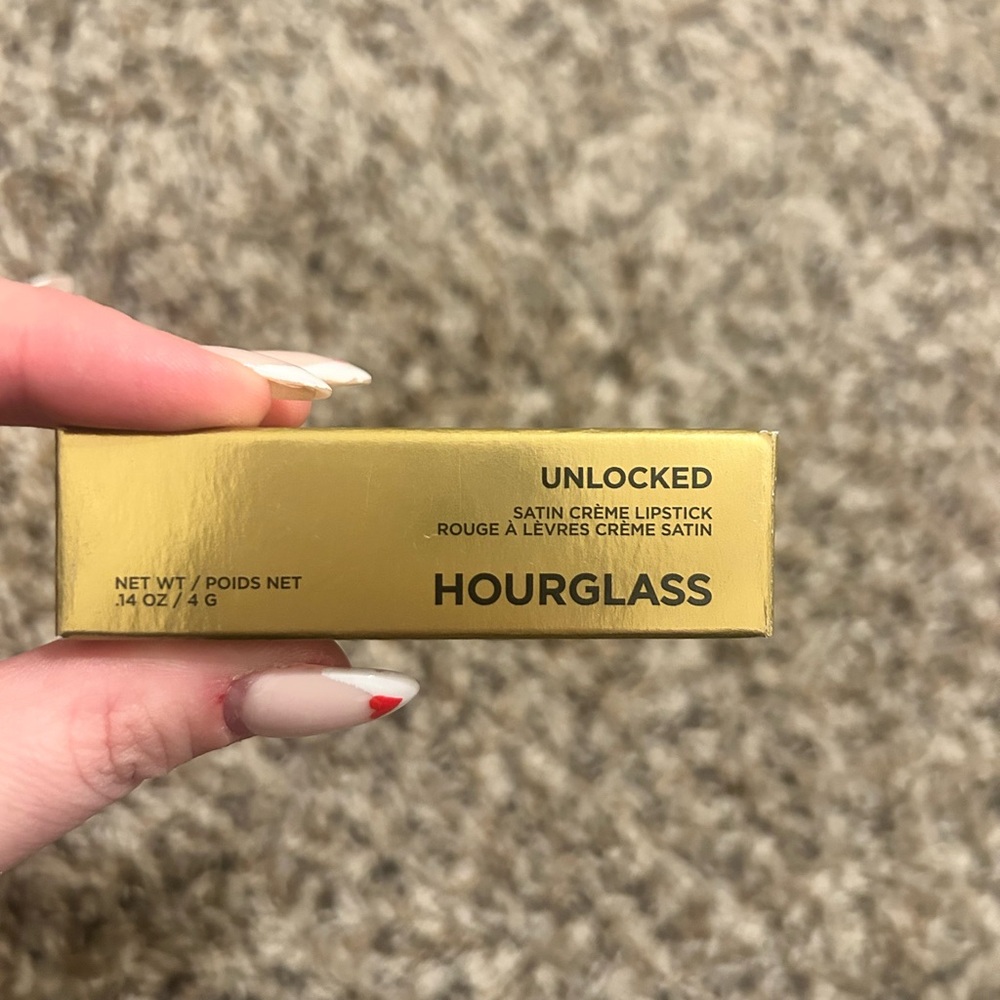 UNLOCKED
SATIN CRÈME LIPSTICK
ROUGE À LÈVRES CRÈME SATIN
NET WT / POIDS NET
.14 OZ / 4 G
HOURGLASS